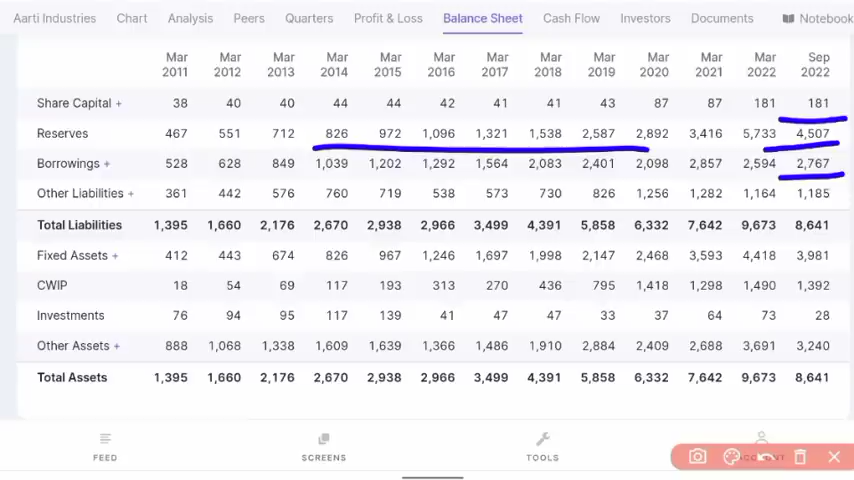 Aarti Industries Chart Analysis Peers Quarters Profit & Loss Balance Sheet Cash Flow Investors Documents Notebook
Mar 2011 Mar 2012 Mar 2013 Mar 2014 Mar 2015 Mar 2016 Mar 2017 Mar 2018 Mar 2019 Mar 2020 Mar 2021 Mar 2022 Sep 2022
Share Capital + 38 40 40 44 44 42 41 41 43 87 87 181 181
Reserves 467 551 712 826 972 1,096 1,321 1,538 2,587 2,892 3,416 5,733 4,507
Borrowings + 528 628 849 1,039 1,202 1,292 1,564 2,083 2,401 2,098 2,857 2,594 2,767
Other Liabilities + 361 442 576 760 719 538 573 730 826 1,256 1,282 1,164 1,185
Total Liabilities 1,395 1,660 2,176 2,670 2,938 2,966 3,499 4,391 5,858 6,332 7,642 9,673 8,641
Fixed Assets + 412 443 674 826 967 1,246 1,697 1,998 2,147 2,468 3,593 4,418 3,981
CWIP 18 54 69 117 193 313 270 436 795 1,418 1,298 1,490 1,392
Investments 76 94 95 117 139 41 47 47 33 37 64 73 28
Other Assets + 888 1,068 1,338 1,609 1,639 1,366 1,486 1,910 2,884 2,409 2,688 3,691 3,240
Total Assets 1,395 1,660 2,176 2,670 2,938 2,966 3,499 4,391 5,858 6,332 7,642 9,673 8,641
FEED SCREENS TOOLS